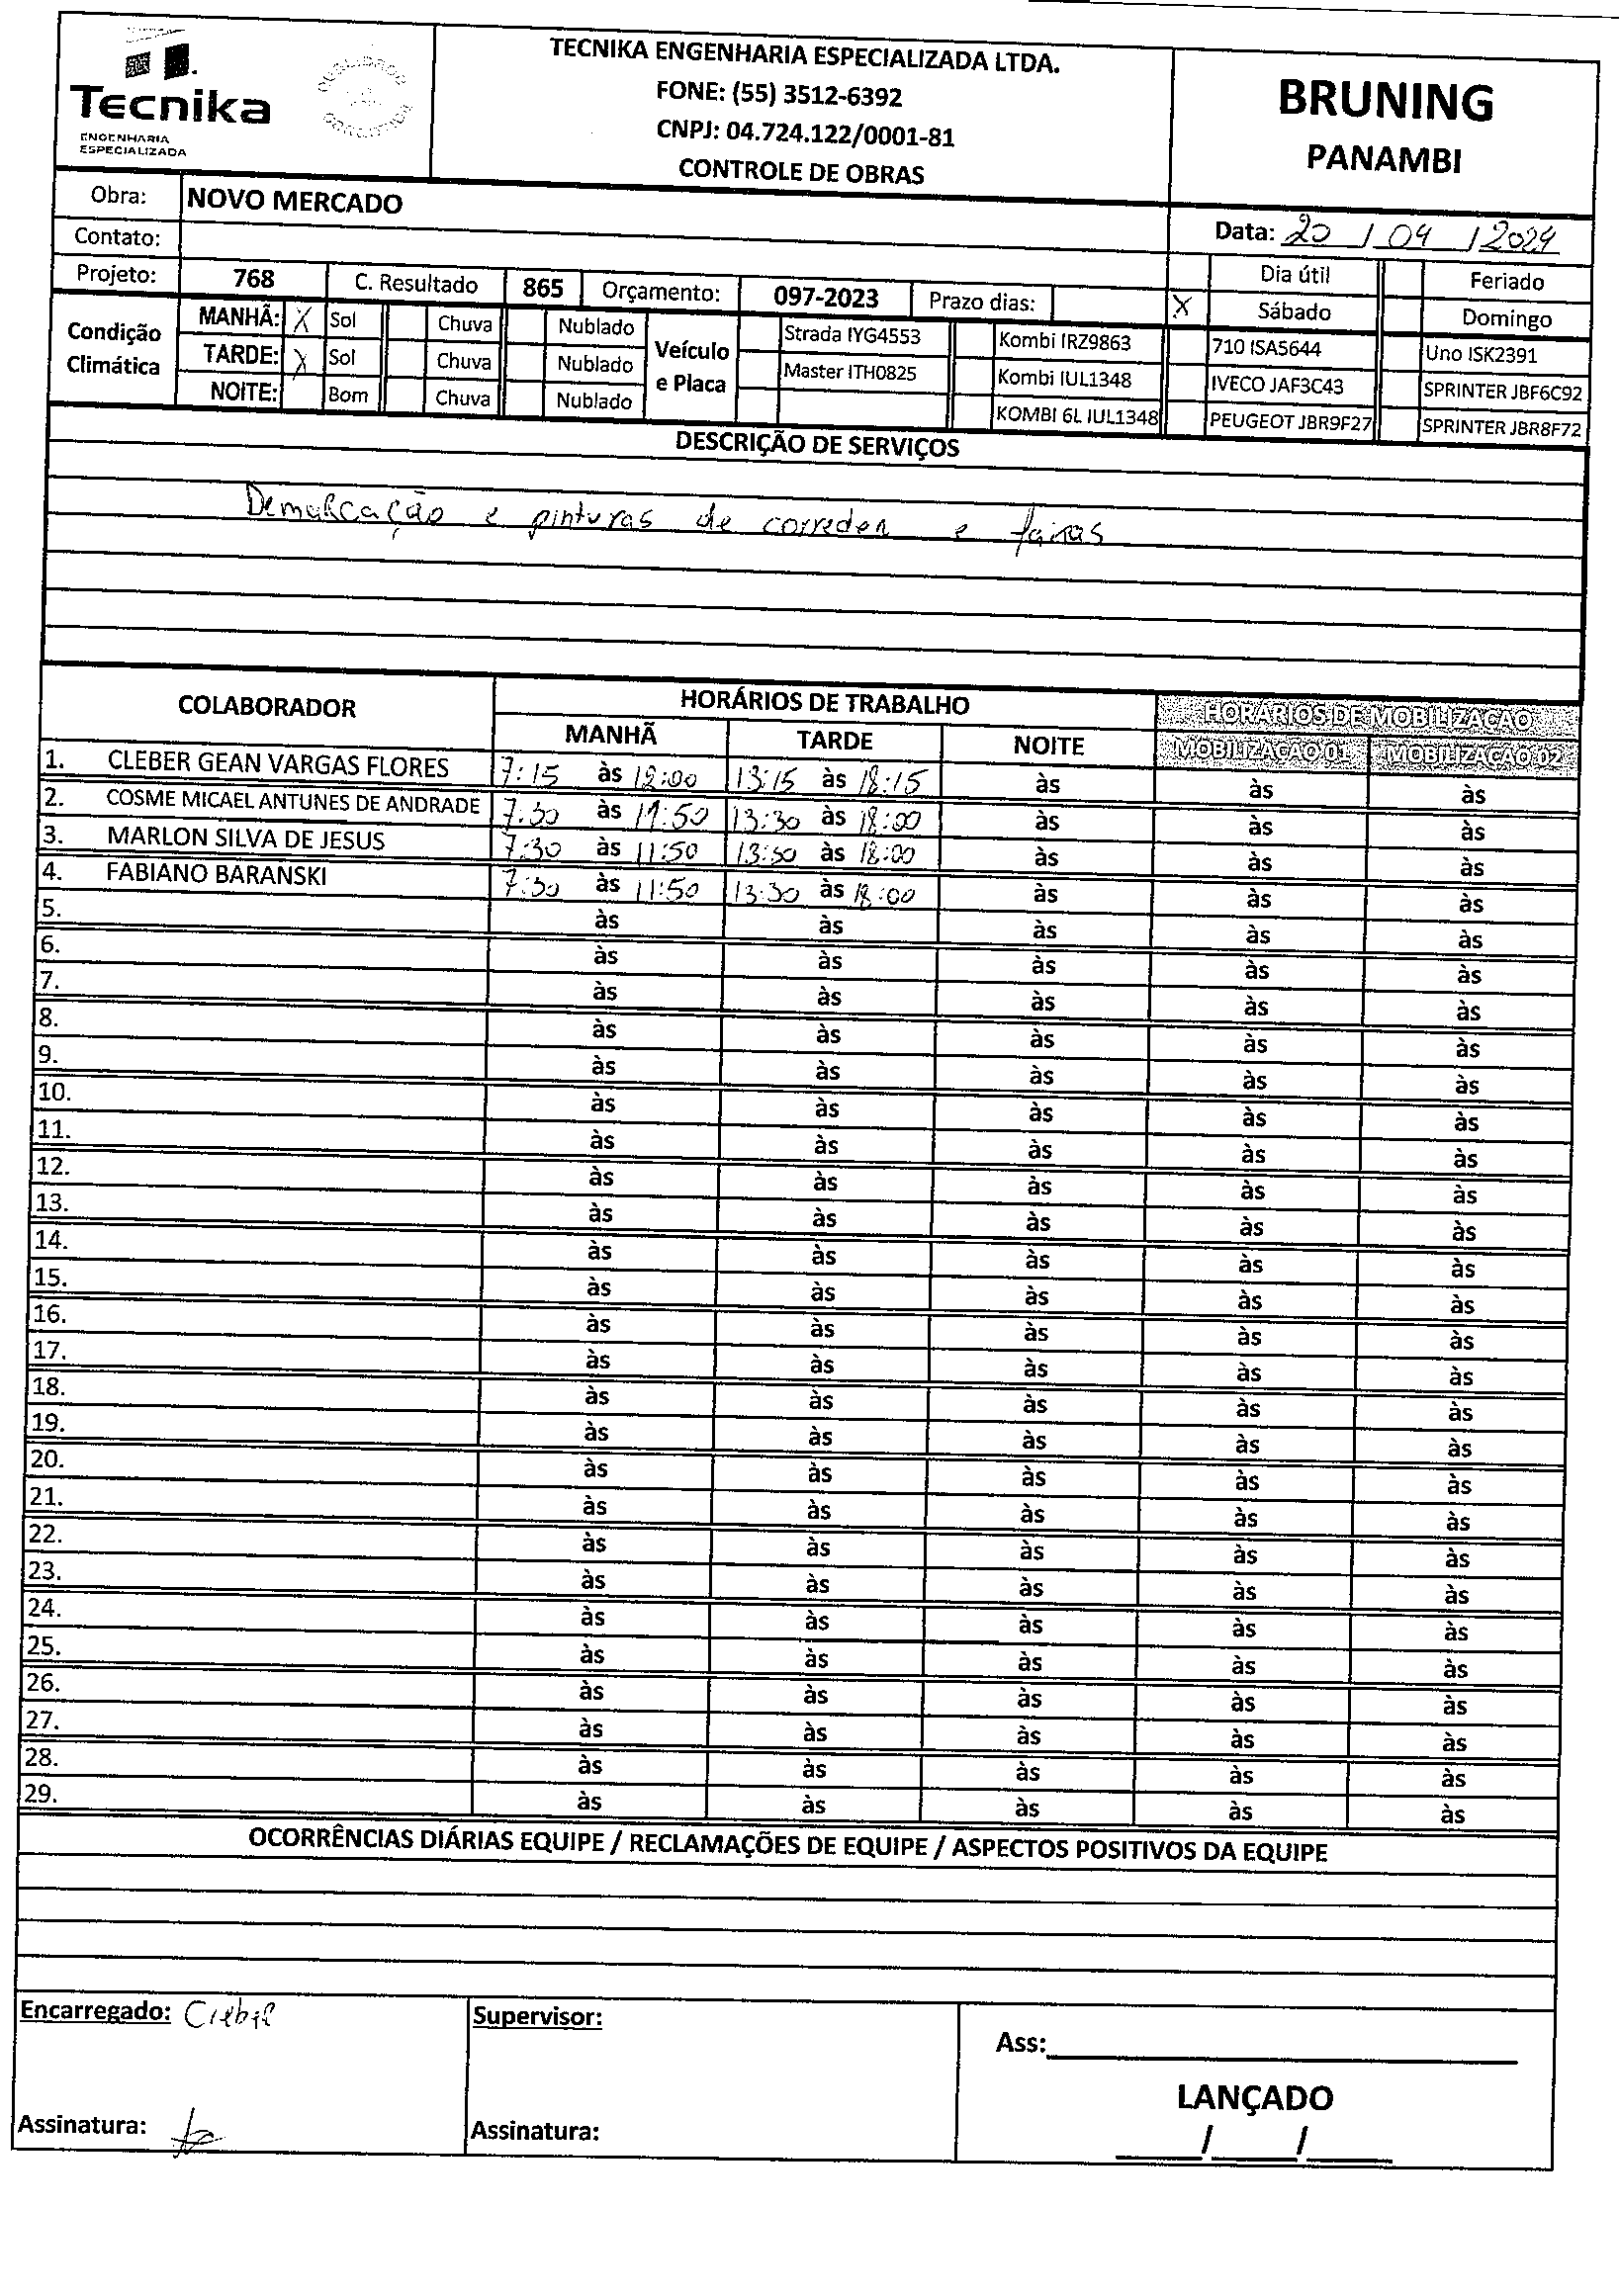 Tecnika
ENGENHARIA
ESPECIALIZADA
TECNIKA ENGENHARIA ESPECIALIZADA LTDA.
FONE: (55) 3512-6392
CNPJ: 04.724.122/0001-81
CONTROLE DE OBRAS
BRUNING
PANAMBI
Obra: NOVO MERCADO
Data: 20 / 04 / 2024
Contato:
Projeto: 768 C. Resultado 865 Orçamento: 097-2023 Prazo dias:
Dia útil Feriado
X Sábado Domingo
Condição Climática
MANHÃ: X Sol Chuva Nublado
TARDE: X Sol Chuva Nublado
NOITE: Bom Chuva Nublado
Veículo e Placa
Strada IYG4553 Kombi IRZ9863 710 ISA5644 Uno ISK2391
Master ITH0825 Kombi IUL1348 IVECO JAF3C43 SPRINTER JBF6C92
KOMBI 6L IUL1348 PEUGEOT JBR9F27 SPRINTER JBR8F72
DESCRIÇÃO DE SERVIÇOS
Demarcação e pinturas de corredor e faixas
COLABORADOR HORÁRIOS DE TRABALHO HORÁRIOS DE MOBILIZAÇÃO
MANHÃ TARDE NOITE MOBILIZAÇÃO 01 MOBILIZAÇÃO 02
1. CLEBER GEAN VARGAS FLORES 7:15 às 12:00 13:15 às 18:15 às às às
2. COSME MICAEL ANTUNES DE ANDRADE 7:30 às 11:50 13:30 às 18:00 às às às
3. MARLON SILVA DE JESUS 7:30 às 11:50 13:30 às 18:00 às às às
4. FABIANO BARANSKI 7:30 às 11:50 13:30 às 18:00 às às às
5. às às às às às
6. às às às às às
7. às às às às às
8. às às às às às
9. às às às às às
10. às às às às às
11. às às às às às
12. às às às às às
13. às às às às às
14. às às às às às
15. às às às às às
16. às às às às às
17. às às às às às
18. às às às às às
19. às às às às às
20. às às às às às
21. às às às às às
22. às às às às às
23. às às às às às
24. às às às às às
25. às às às às às
26. às às às às às
27. às às às às às
28. às às às às às
29. às às às às às
OCORRÊNCIAS DIÁRIAS EQUIPE / RECLAMAÇÕES DE EQUIPE / ASPECTOS POSITIVOS DA EQUIPE
Encarregado: Cleber
Supervisor:
Ass:
LANÇADO
Assinatura:
Assinatura:
/ /